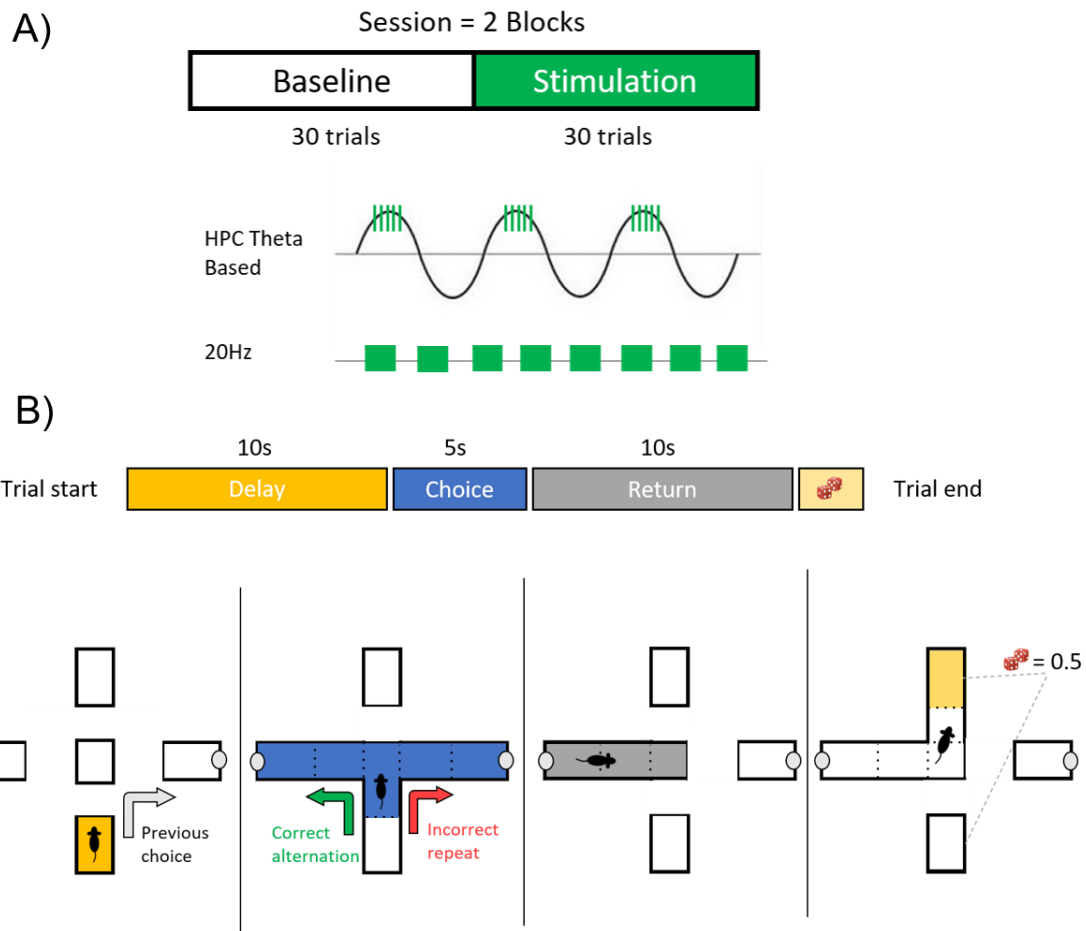 A)
Session = 2 Blocks
Baseline
Stimulation
30 trials
30 trials
HPC Theta
Based
20Hz
B)
10s
5s
10s
Trial start
Delay
Choice
Return
Trial end
= 0.5
Previous
choice
Correct
alternation
Incorrect
repeat